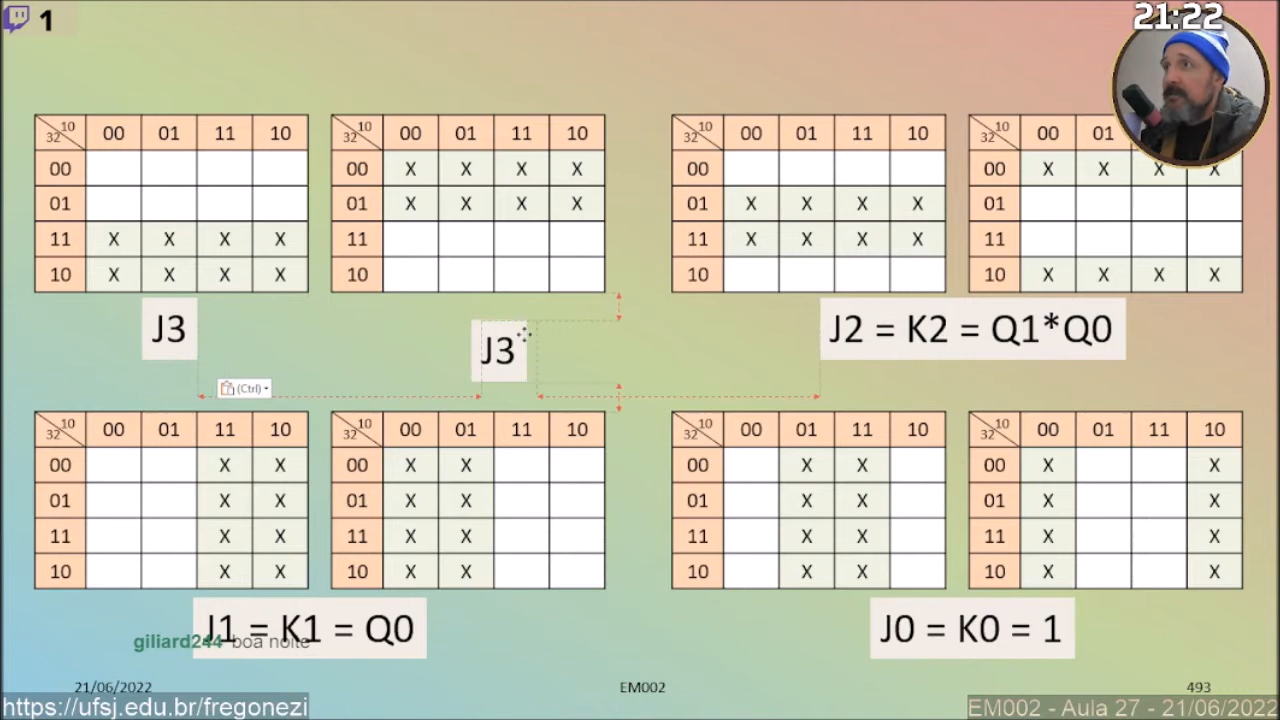 1
21:22
10 32 00 01 11 10
00
01
11 X X X X
10 X X X X
10 32 00 01 11 10
00 X X X X
01 X X X X
11
10
10 32 00 01 11 10
00
01 X X X X
11 X X X X
10
10 32 00 01
00 X X X X
01
11
10 X X X X
J3
J3
J2 = K2 = Q1*Q0
(Ctrl)
10 32 00 01 11 10
00 X X
01 X X
11 X X
10 X X
10 32 00 01 11 10
00 X X
01 X X
11 X X
10 X X
10 32 00 01 11 10
00 X X
01 X X
11 X X
10 X X
10 32 00 01 11 10
00 X X
01 X X
11 X X
10 X X
J1 = K1 = Q0
giliard244 boa noite
J0 = K0 = 1
21/06/2022
EM002
493
https://ufsj.edu.br/fregonezi
EM002 - Aula 27 - 21/06/2022